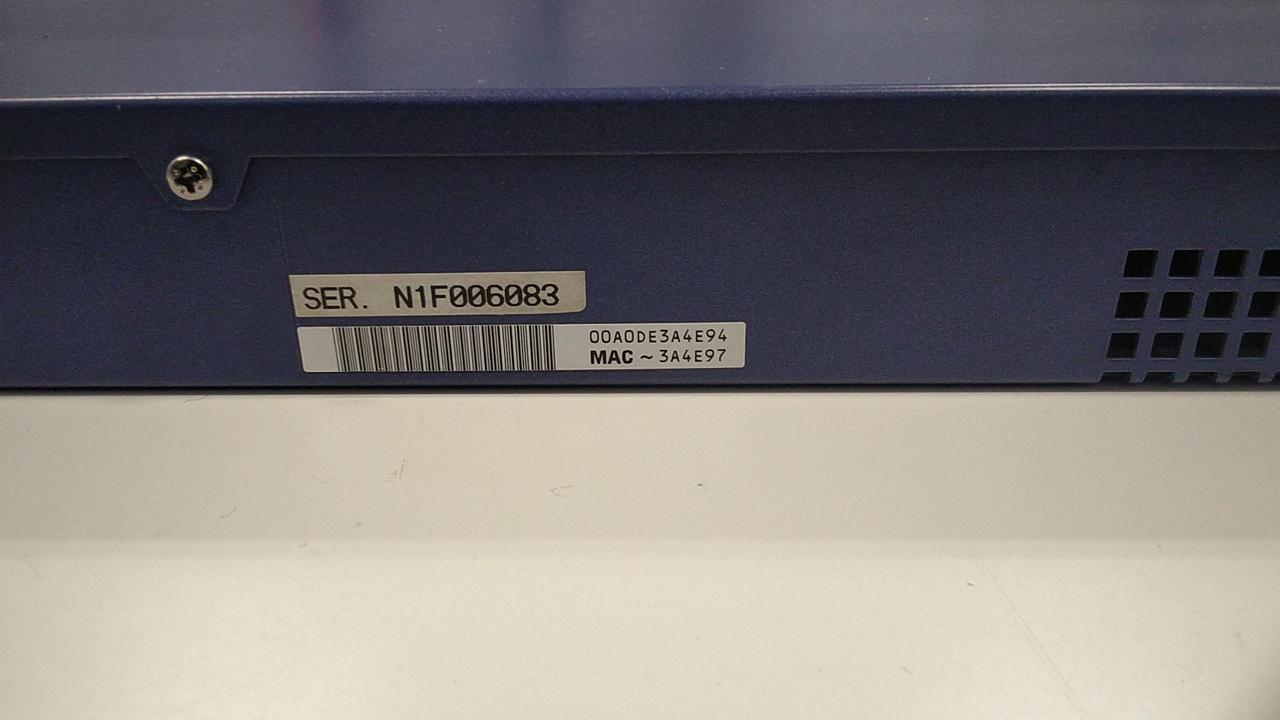 SER. N1F006083
00A0DE3A4E94
MAC ~ 3A4E97